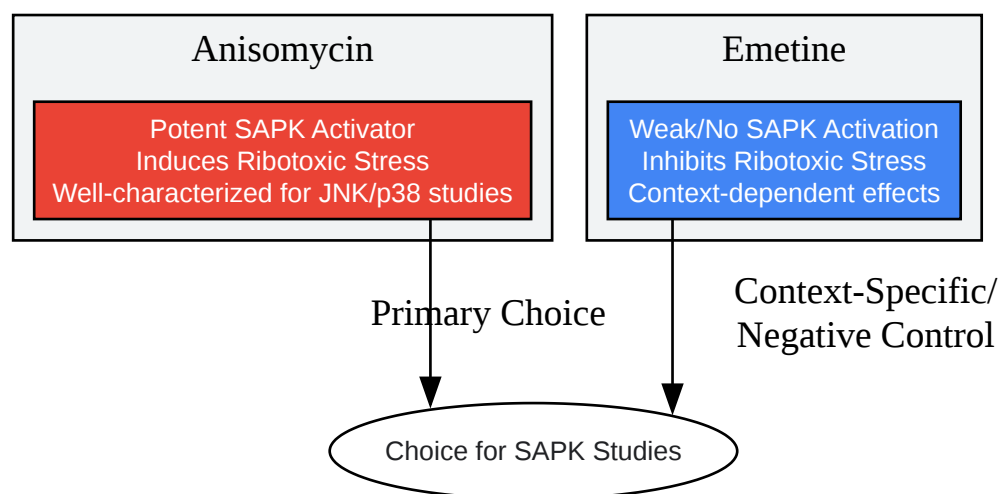 Anisomycin
Potent SAPK Activator
Induces Ribotoxic Stress
Well-characterized for JNK/p38 studies
Emetine
Weak/No SAPK Activation
Inhibits Ribotoxic Stress
Context-dependent effects
Primary Choice
Context-Specific/
Negative Control
Choice for SAPK Studies